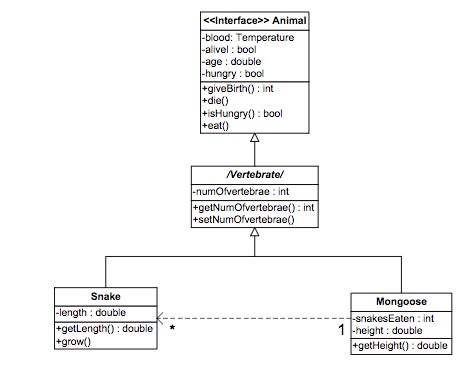 <<Interface>> Animal
-blood: Temperature
-alivel : bool
-age : double
-hungry : bool
+giveBirth() : int
+die()
+isHungry() : bool
+eat()
/Vertebrate/
-numOfvertebrae : int
+getNumOfvertebrae() : int
+setNumOfvertebrae()
Snake
-length : double
+getLength() : double
+grow()
* 1
Mongoose
-snakesEaten : int
-height : double
+getHeight() : double